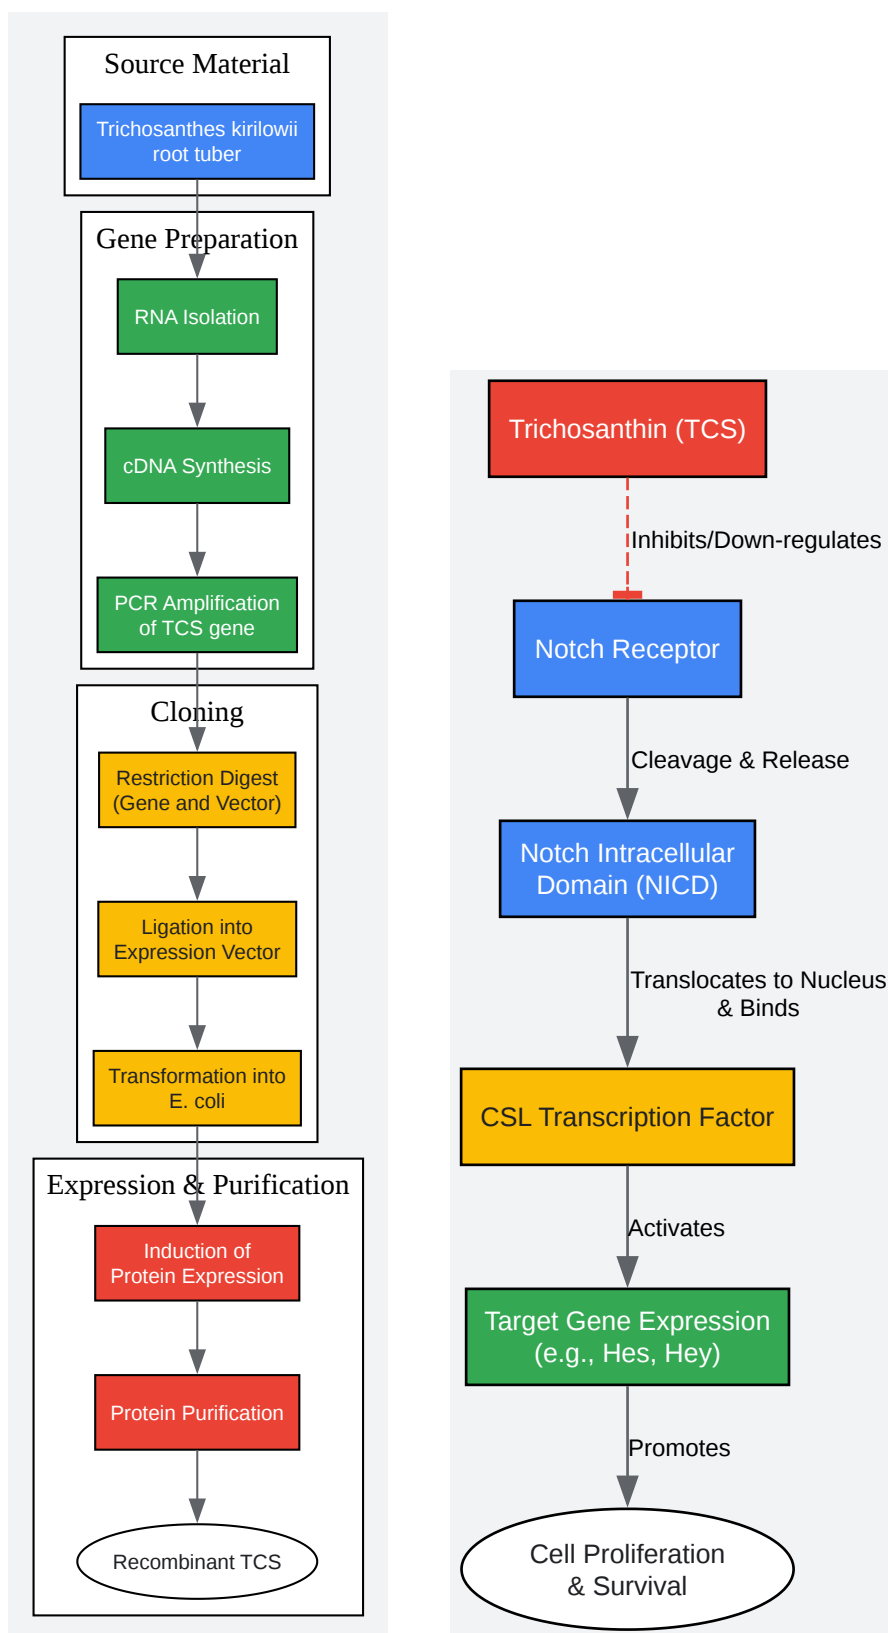 Source Material
Trichosanthes kirilowii
root tuber
Gene Preparation
RNA Isolation
cDNA Synthesis
PCR Amplification
of TCS gene
Cloning
Restriction Digest
(Gene and Vector)
Ligation into
Expression Vector
Transformation into
E. coli
Expression & Purification
Induction of
Protein Expression
Protein Purification
Recombinant TCS
Trichosanthin (TCS)
Inhibits/Down-regulates
Notch Receptor
Cleavage & Release
Notch Intracellular
Domain (NICD)
Translocates to Nucleus
& Binds
CSL Transcription Factor
Activates
Target Gene Expression
(e.g., Hes, Hey)
Promotes
Cell Proliferation
& Survival